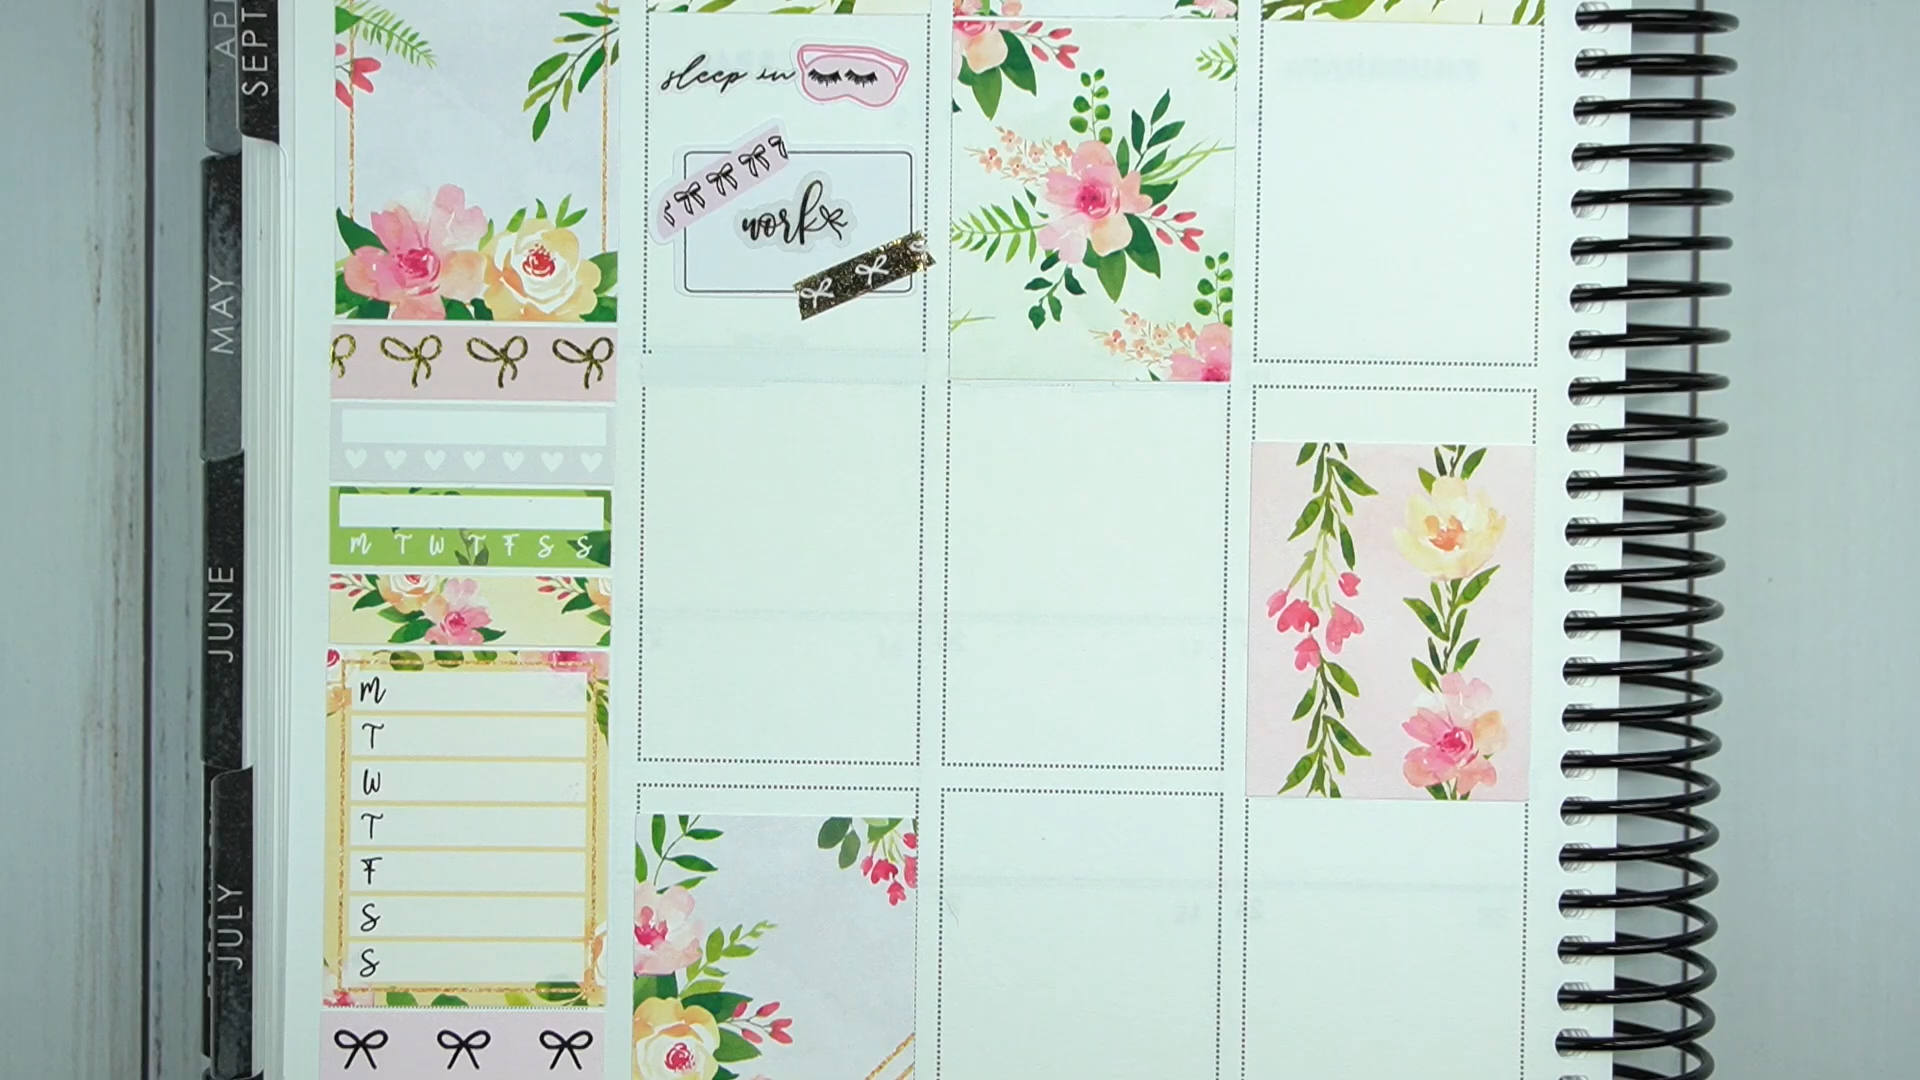 SEPT
MAY
JUNE
JULY
sleep in
work
M T W T F S S
M
T
W
T
F
S
S